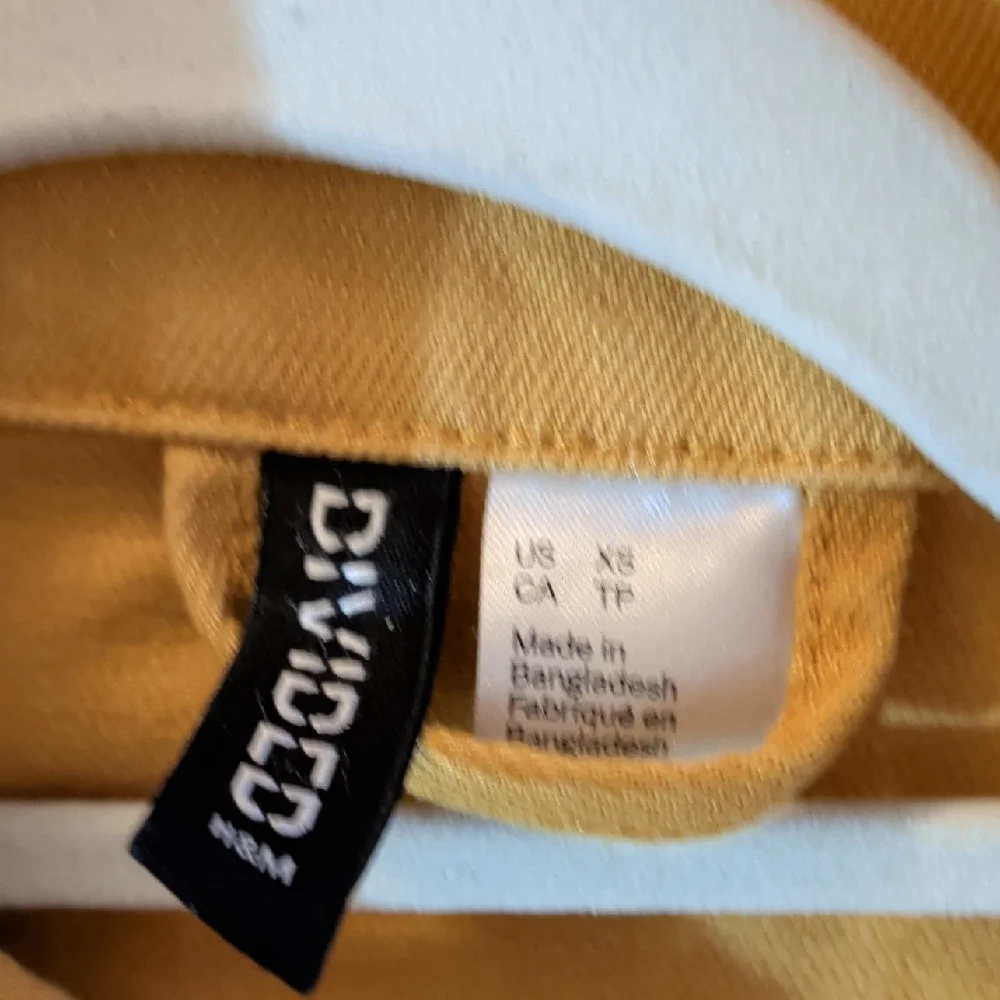 DIVIDED
H&M
US XS
CA TP
Made in
Bangladesh
Fabriqué en
Bangladesh